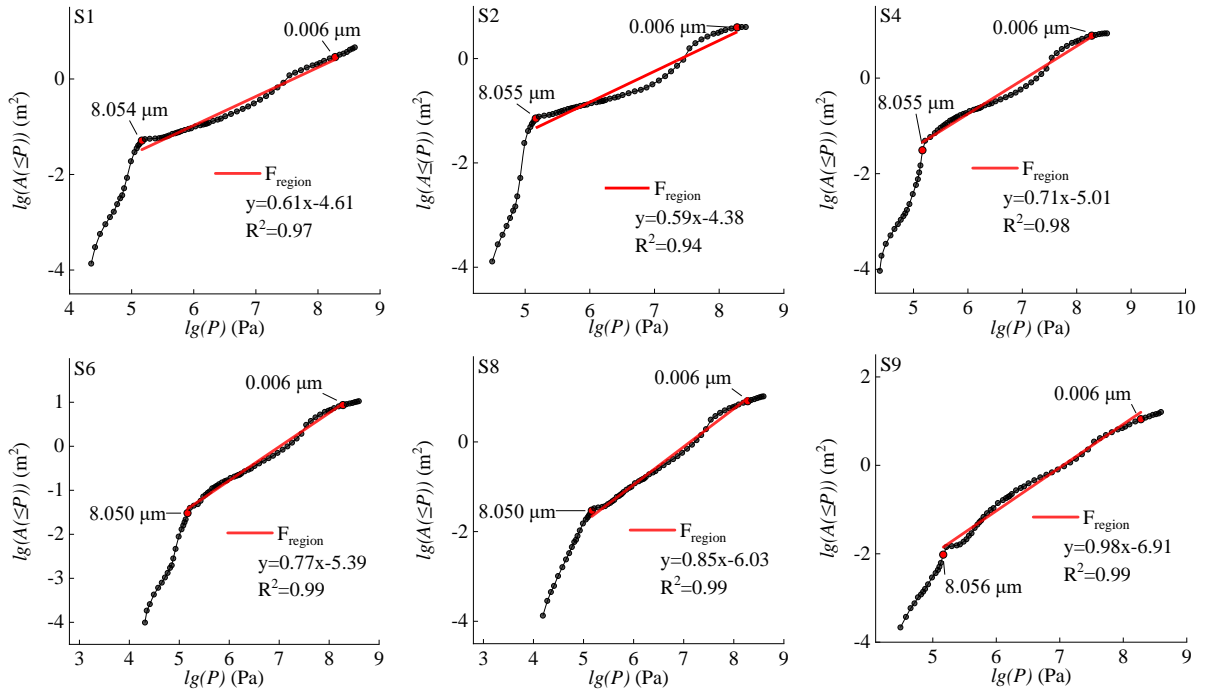 S1
0.006 μm
8.054 μm
F_region
y=0.61x-4.61
R²=0.97
lg(A(≤P)) (m²)
0
-2
-4
4 5 6 7 8 9
lg(P) (Pa)
S2
0.006 μm
8.055 μm
F_region
y=0.59x-4.38
R²=0.94
lg(A≤(P)) (m²)
0
-2
-4
5 6 7 8 9
lg(P) (Pa)
S4
0.006 μm
8.055 μm
F_region
y=0.71x-5.01
R²=0.98
lg(A(≤P)) (m²)
0
-2
-4
5 6 7 8 9 10
lg(P) (Pa)
S6
0.006 μm
8.050 μm
F_region
y=0.77x-5.39
R²=0.99
lg(A(≤P)) (m²)
1
0
-1
-2
-3
-4
3 4 5 6 7 8 9
lg(P) (Pa)
S8
0.006 μm
8.050 μm
F_region
y=0.85x-6.03
R²=0.99
lg(A(≤P)) (m²)
0
-2
-4
3 4 5 6 7 8 9
lg(P) (Pa)
S9
0.006 μm
8.056 μm
F_region
y=0.98x-6.91
R²=0.99
lg(A(≤P)) (m²)
2
0
-2
-4
5 6 7 8 9
lg(P) (Pa)